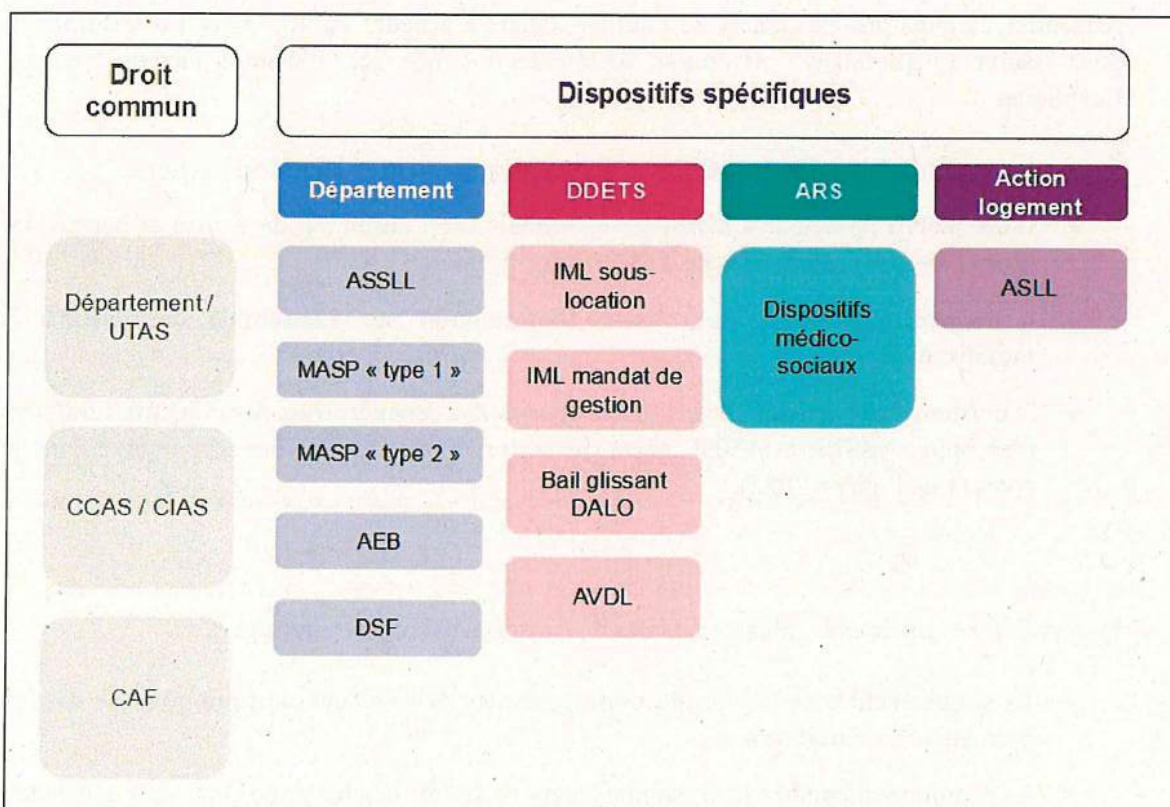 Droit
commun
Dispositifs spécifiques
Département
DDETS
ARS
Action
logement
Département /
UTAS
CCAS / CIAS
CAF
ASSLL
MASP « type 1 »
MASP « type 2 »
AEB
DSF
IML sous-
location
IML mandat de
gestion
Bail glissant
DALO
AVDL
Dispositifs
médico-
sociaux
ASLL